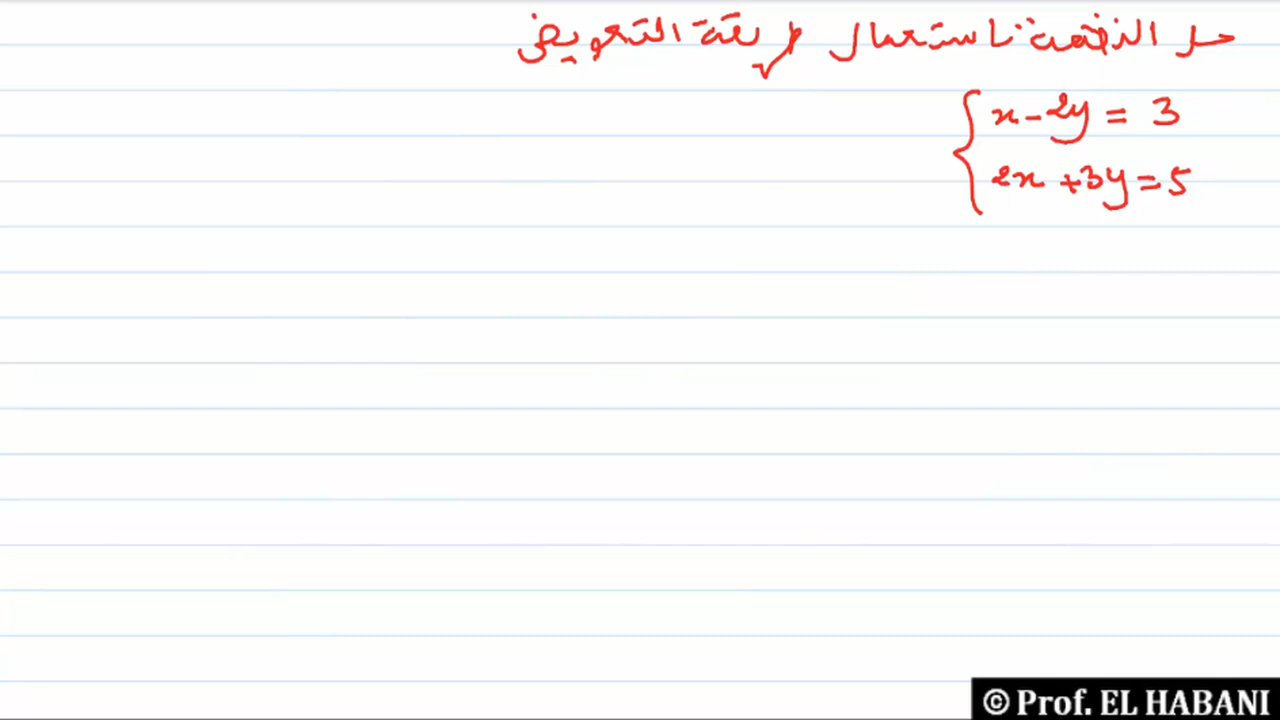 حل النظمة باستعمال طريقة التعويض
x - 2y = 3
2x + 3y = 5
© Prof. EL HABANI